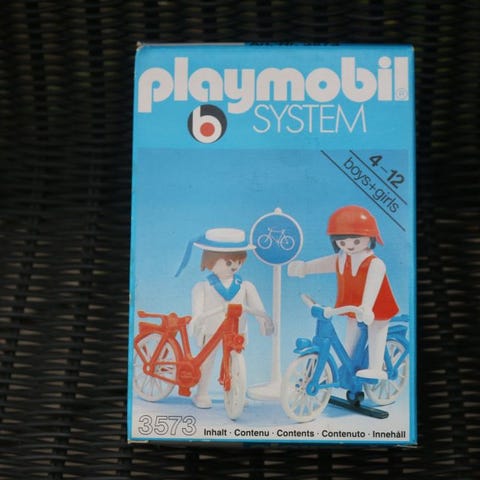 playmobil®
b SYSTEM
4-12
boys+girls
3573 Inhalt · Contenu · Contents · Contenuto · Innehåll